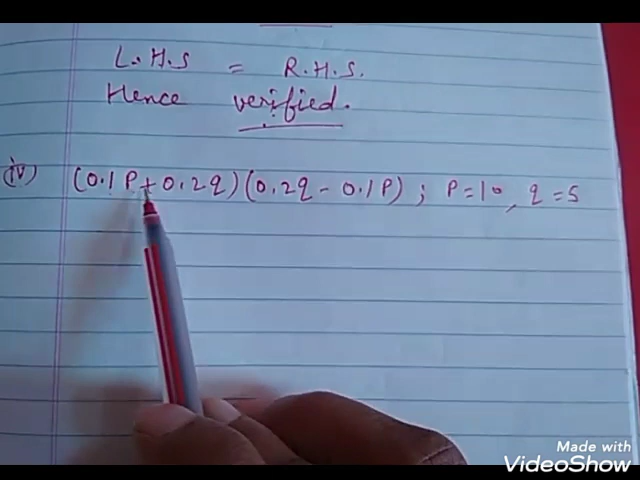 L.H.S = R.H.S.
Hence verified.
iv) (0.1P+0.2q)(0.2q - 0.1P) ; P=10, q=5
Made with
VideoShow